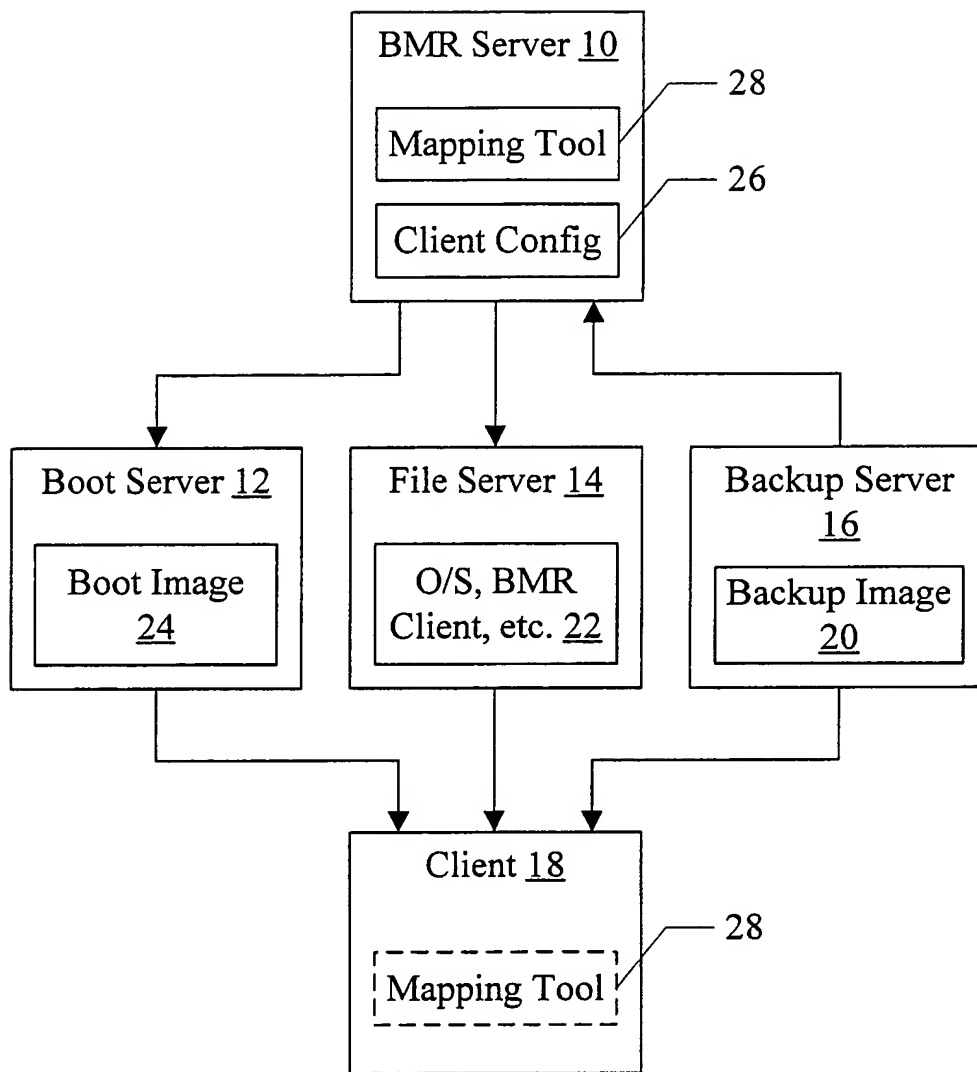 BMR Server 10
28
Mapping Tool
26
Client Config
Boot Server 12
Boot Image
24
File Server 14
O/S, BMR
Client, etc. 22
Backup Server
16
Backup Image
20
Client 18
28
Mapping Tool